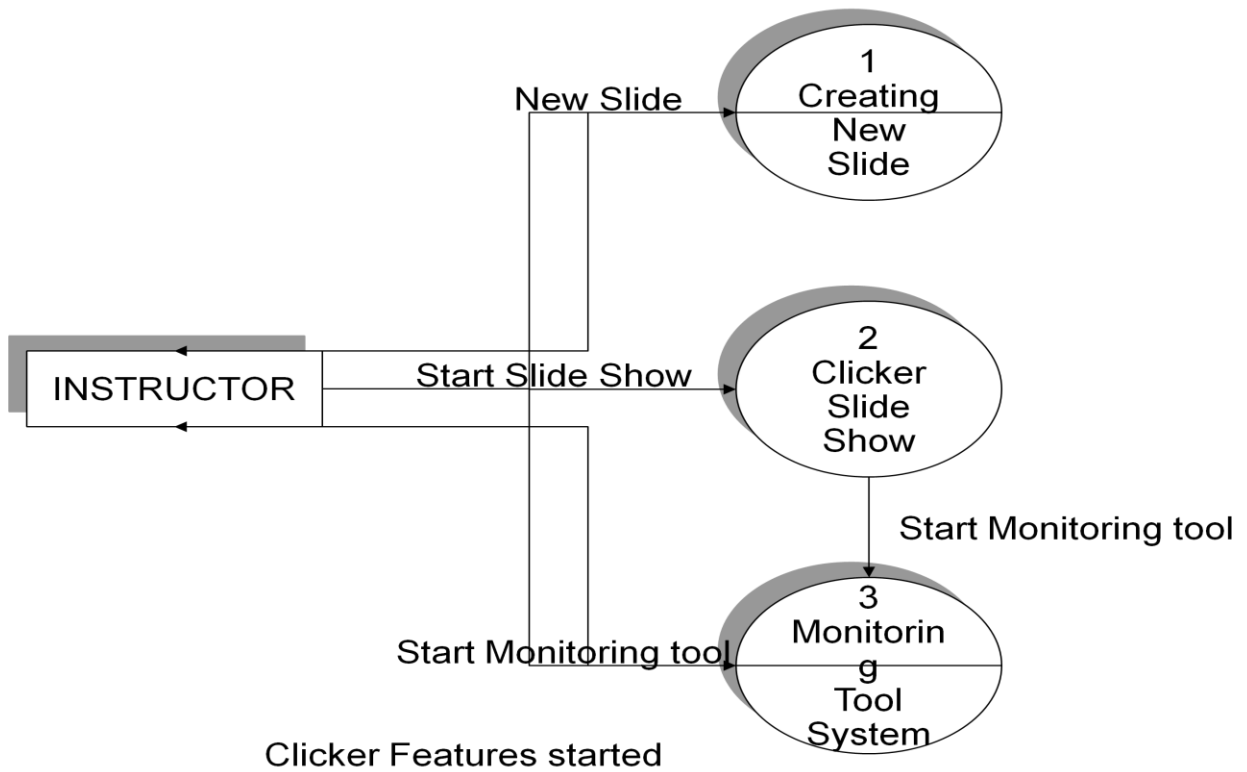 1
Creating
New
Slide
New Slide
INSTRUCTOR
Start Slide Show
2
Clicker
Slide
Show
Start Monitoring tool
3
Monitorin
g
Tool
System
Start Monitoring tool
Clicker Features started